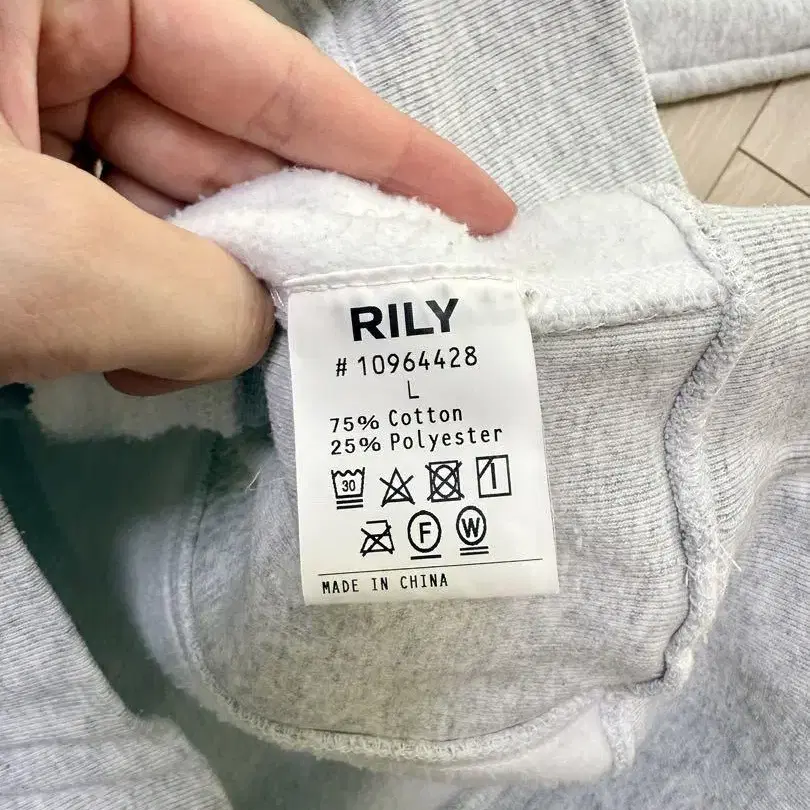 RILY
# 10964428
L
75% Cotton
25% Polyester
30
F W
MADE IN CHINA